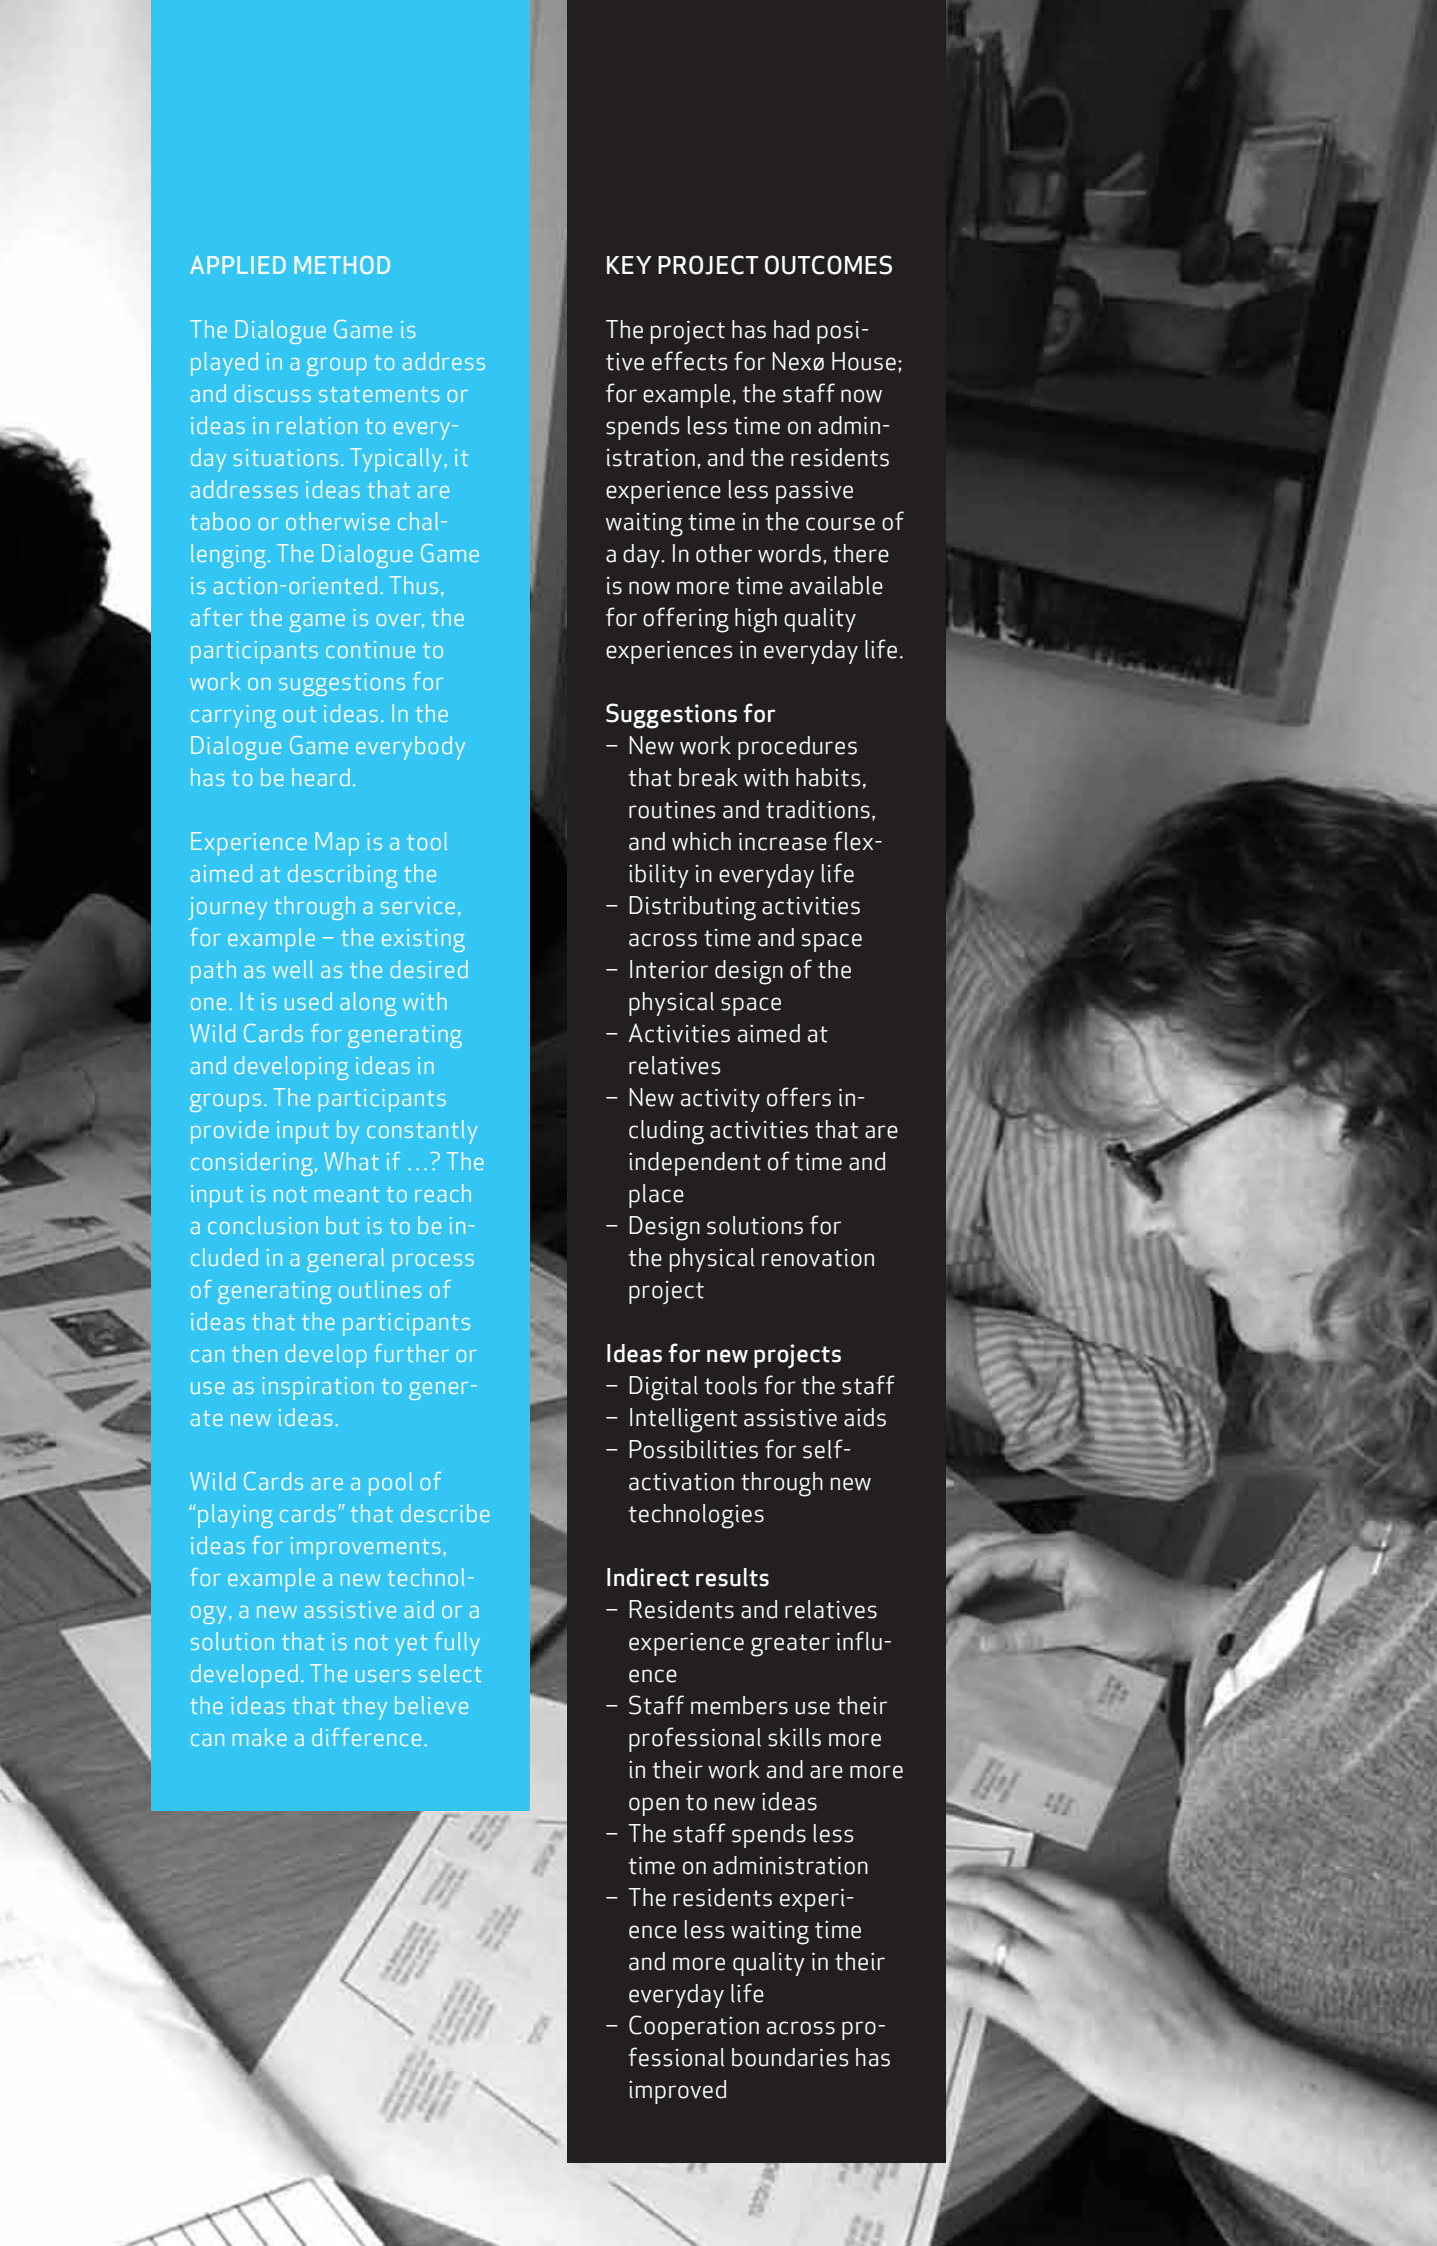 APPLIED METHOD
The Dialogue Game is
played in a group to address
and discuss statements or
ideas in relation to every-
day situations. Typically, it
addresses ideas that are
taboo or otherwise chal-
lenging. The Dialogue Game
is action-oriented. Thus,
after the game is over, the
participants continue to
work on suggestions for
carrying out ideas. In the
Dialogue Game everybody
has to be heard.
Experience Map is a tool
aimed at describing the
journey through a service,
for example – the existing
path as well as the desired
one. It is used along with
Wild Cards for generating
and developing ideas in
groups. The participants
provide input by constantly
considering, What if …? The
input is not meant to reach
a conclusion but is to be in-
cluded in a general process
of generating outlines of
ideas that the participants
can then develop further or
use as inspiration to gener-
ate new ideas.
Wild Cards are a pool of
“playing cards” that describe
ideas for improvements,
for example a new technol-
ogy, a new assistive aid or a
solution that is not yet fully
developed. The users select
the ideas that they believe
can make a difference.
KEY PROJECT OUTCOMES
The project has had posi-
tive effects for Nexø House;
for example, the staff now
spends less time on admin-
istration, and the residents
experience less passive
waiting time in the course of
a day. In other words, there
is now more time available
for offering high quality
experiences in everyday life.
Suggestions for
– New work procedures
that break with habits,
routines and traditions,
and which increase flex-
ibility in everyday life
– Distributing activities
across time and space
– Interior design of the
physical space
– Activities aimed at
relatives
– New activity offers in-
cluding activities that are
independent of time and
place
– Design solutions for
the physical renovation
project
Ideas for new projects
– Digital tools for the staff
– Intelligent assistive aids
– Possibilities for self-
activation through new
technologies
Indirect results
– Residents and relatives
experience greater influ-
ence
– Staff members use their
professional skills more
in their work and are more
open to new ideas
– The staff spends less
time on administration
– The residents experi-
ence less waiting time
and more quality in their
everyday life
– Cooperation across pro-
fessional boundaries has
improved